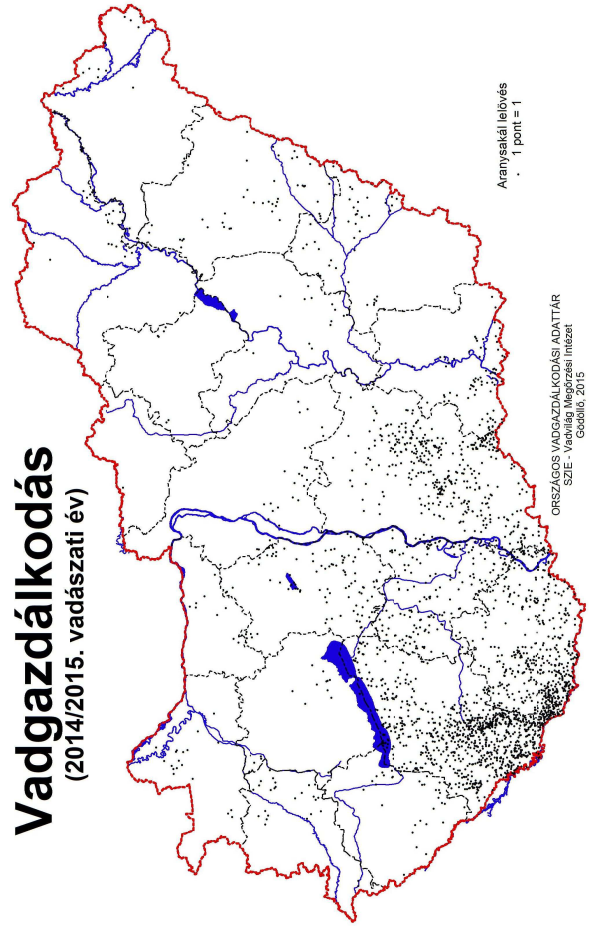 Vadgazdálkodás
(2014/2015. vadászati év)
Aranysakál lelövés
· 1 pont = 1
ORSZÁGOS VADGAZDÁLKODÁSI ADATTÁR
SZIE - Vadvilág Megőrzési Intézet
Gödöllő, 2015